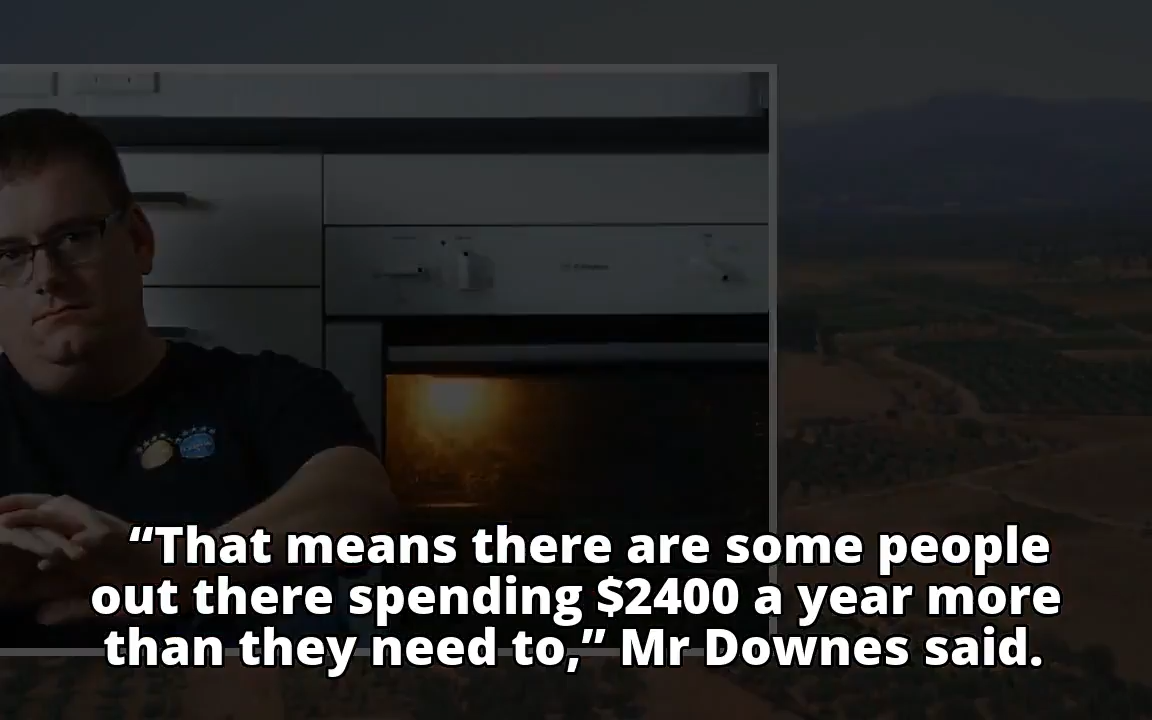 “That means there are some people
out there spending $2400 a year more
than they need to,” Mr Downes said.